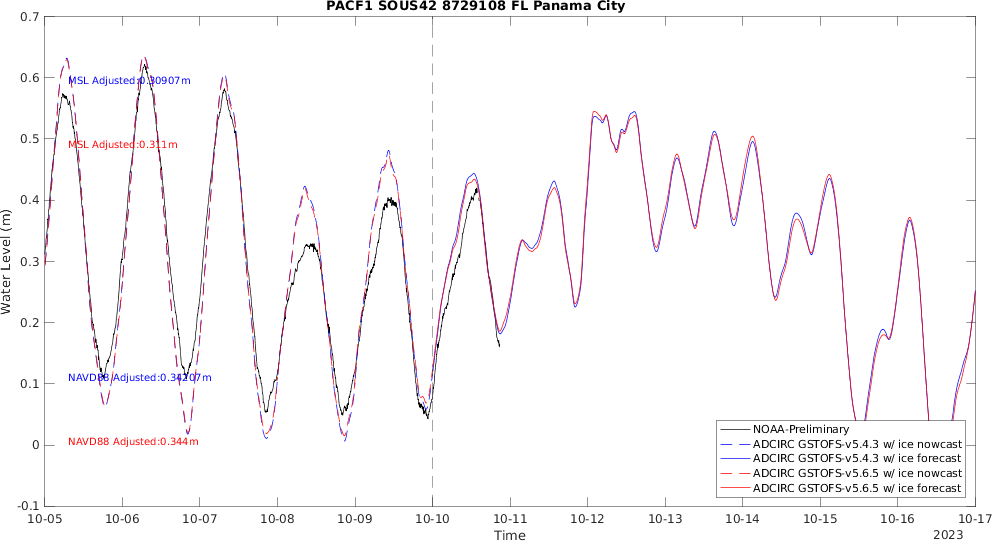 PACF1 SOUS42 8729108 FL Panama City
0.7
0.6
0.5
0.4
0.3
0.2
0.1
0
-0.1
Water Level (m)
MSL Adjusted:0.30907m
MSL Adjusted:0.311m
NAVD88 Adjusted:0.34207m
NAVD88 Adjusted:0.344m
NOAA-Preliminary
ADCIRC GSTOFS-v5.4.3 w/ ice nowcast
ADCIRC GSTOFS-v5.4.3 w/ ice forecast
ADCIRC GSTOFS-v5.6.5 w/ ice nowcast
ADCIRC GSTOFS-v5.6.5 w/ ice forecast
10-05 10-06 10-07 10-08 10-09 10-10 10-11 10-12 10-13 10-14 10-15 10-16 10-17
Time
2023